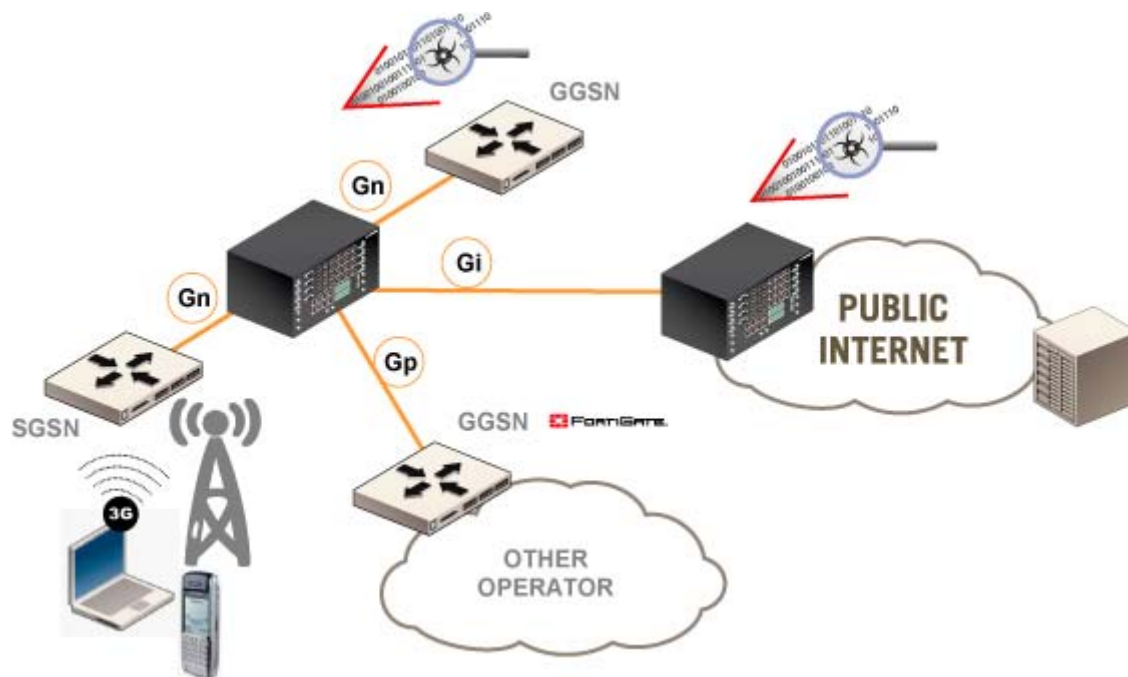 GGSN
Gn
Gi
Gn
PUBLIC
INTERNET
Gp
SGSN
GGSN
FORTIGATE
3G
OTHER
OPERATOR